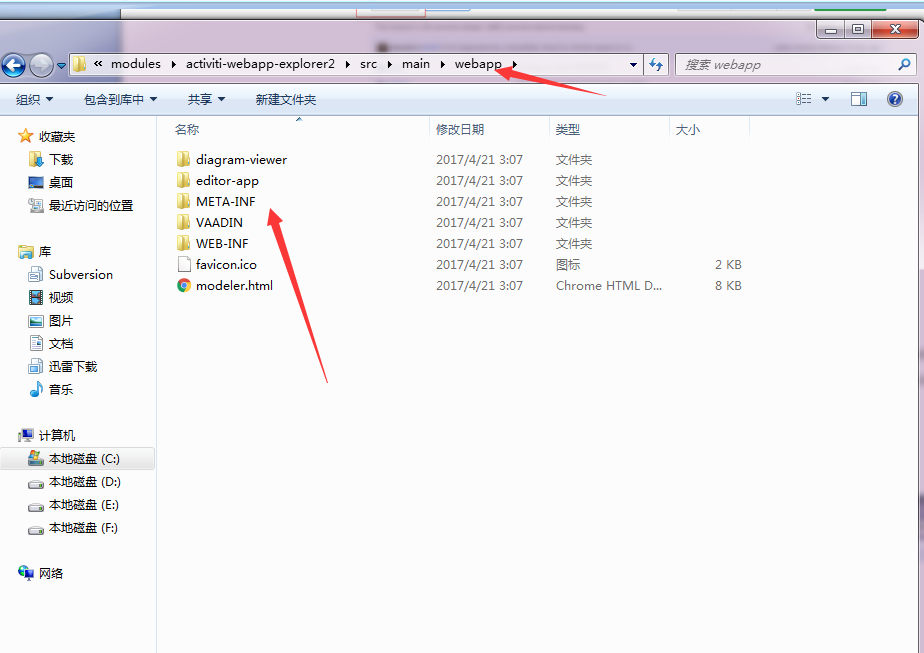 « modules activiti-webapp-explorer2 src main webapp 搜索 webapp
组织 包含到库中 共享 新建文件夹
收藏夹
下载
桌面
最近访问的位置
库
Subversion
视频
图片
文档
迅雷下载
音乐
计算机
本地磁盘 (C:)
本地磁盘 (D:)
本地磁盘 (E:)
本地磁盘 (F:)
网络
名称 修改日期 类型 大小
diagram-viewer 2017/4/21 3:07 文件夹
editor-app 2017/4/21 3:07 文件夹
META-INF 2017/4/21 3:07 文件夹
VAADIN 2017/4/21 3:07 文件夹
WEB-INF 2017/4/21 3:07 文件夹
favicon.ico 2017/4/21 3:07 图标 2 KB
modeler.html 2017/4/21 3:07 Chrome HTML D... 8 KB